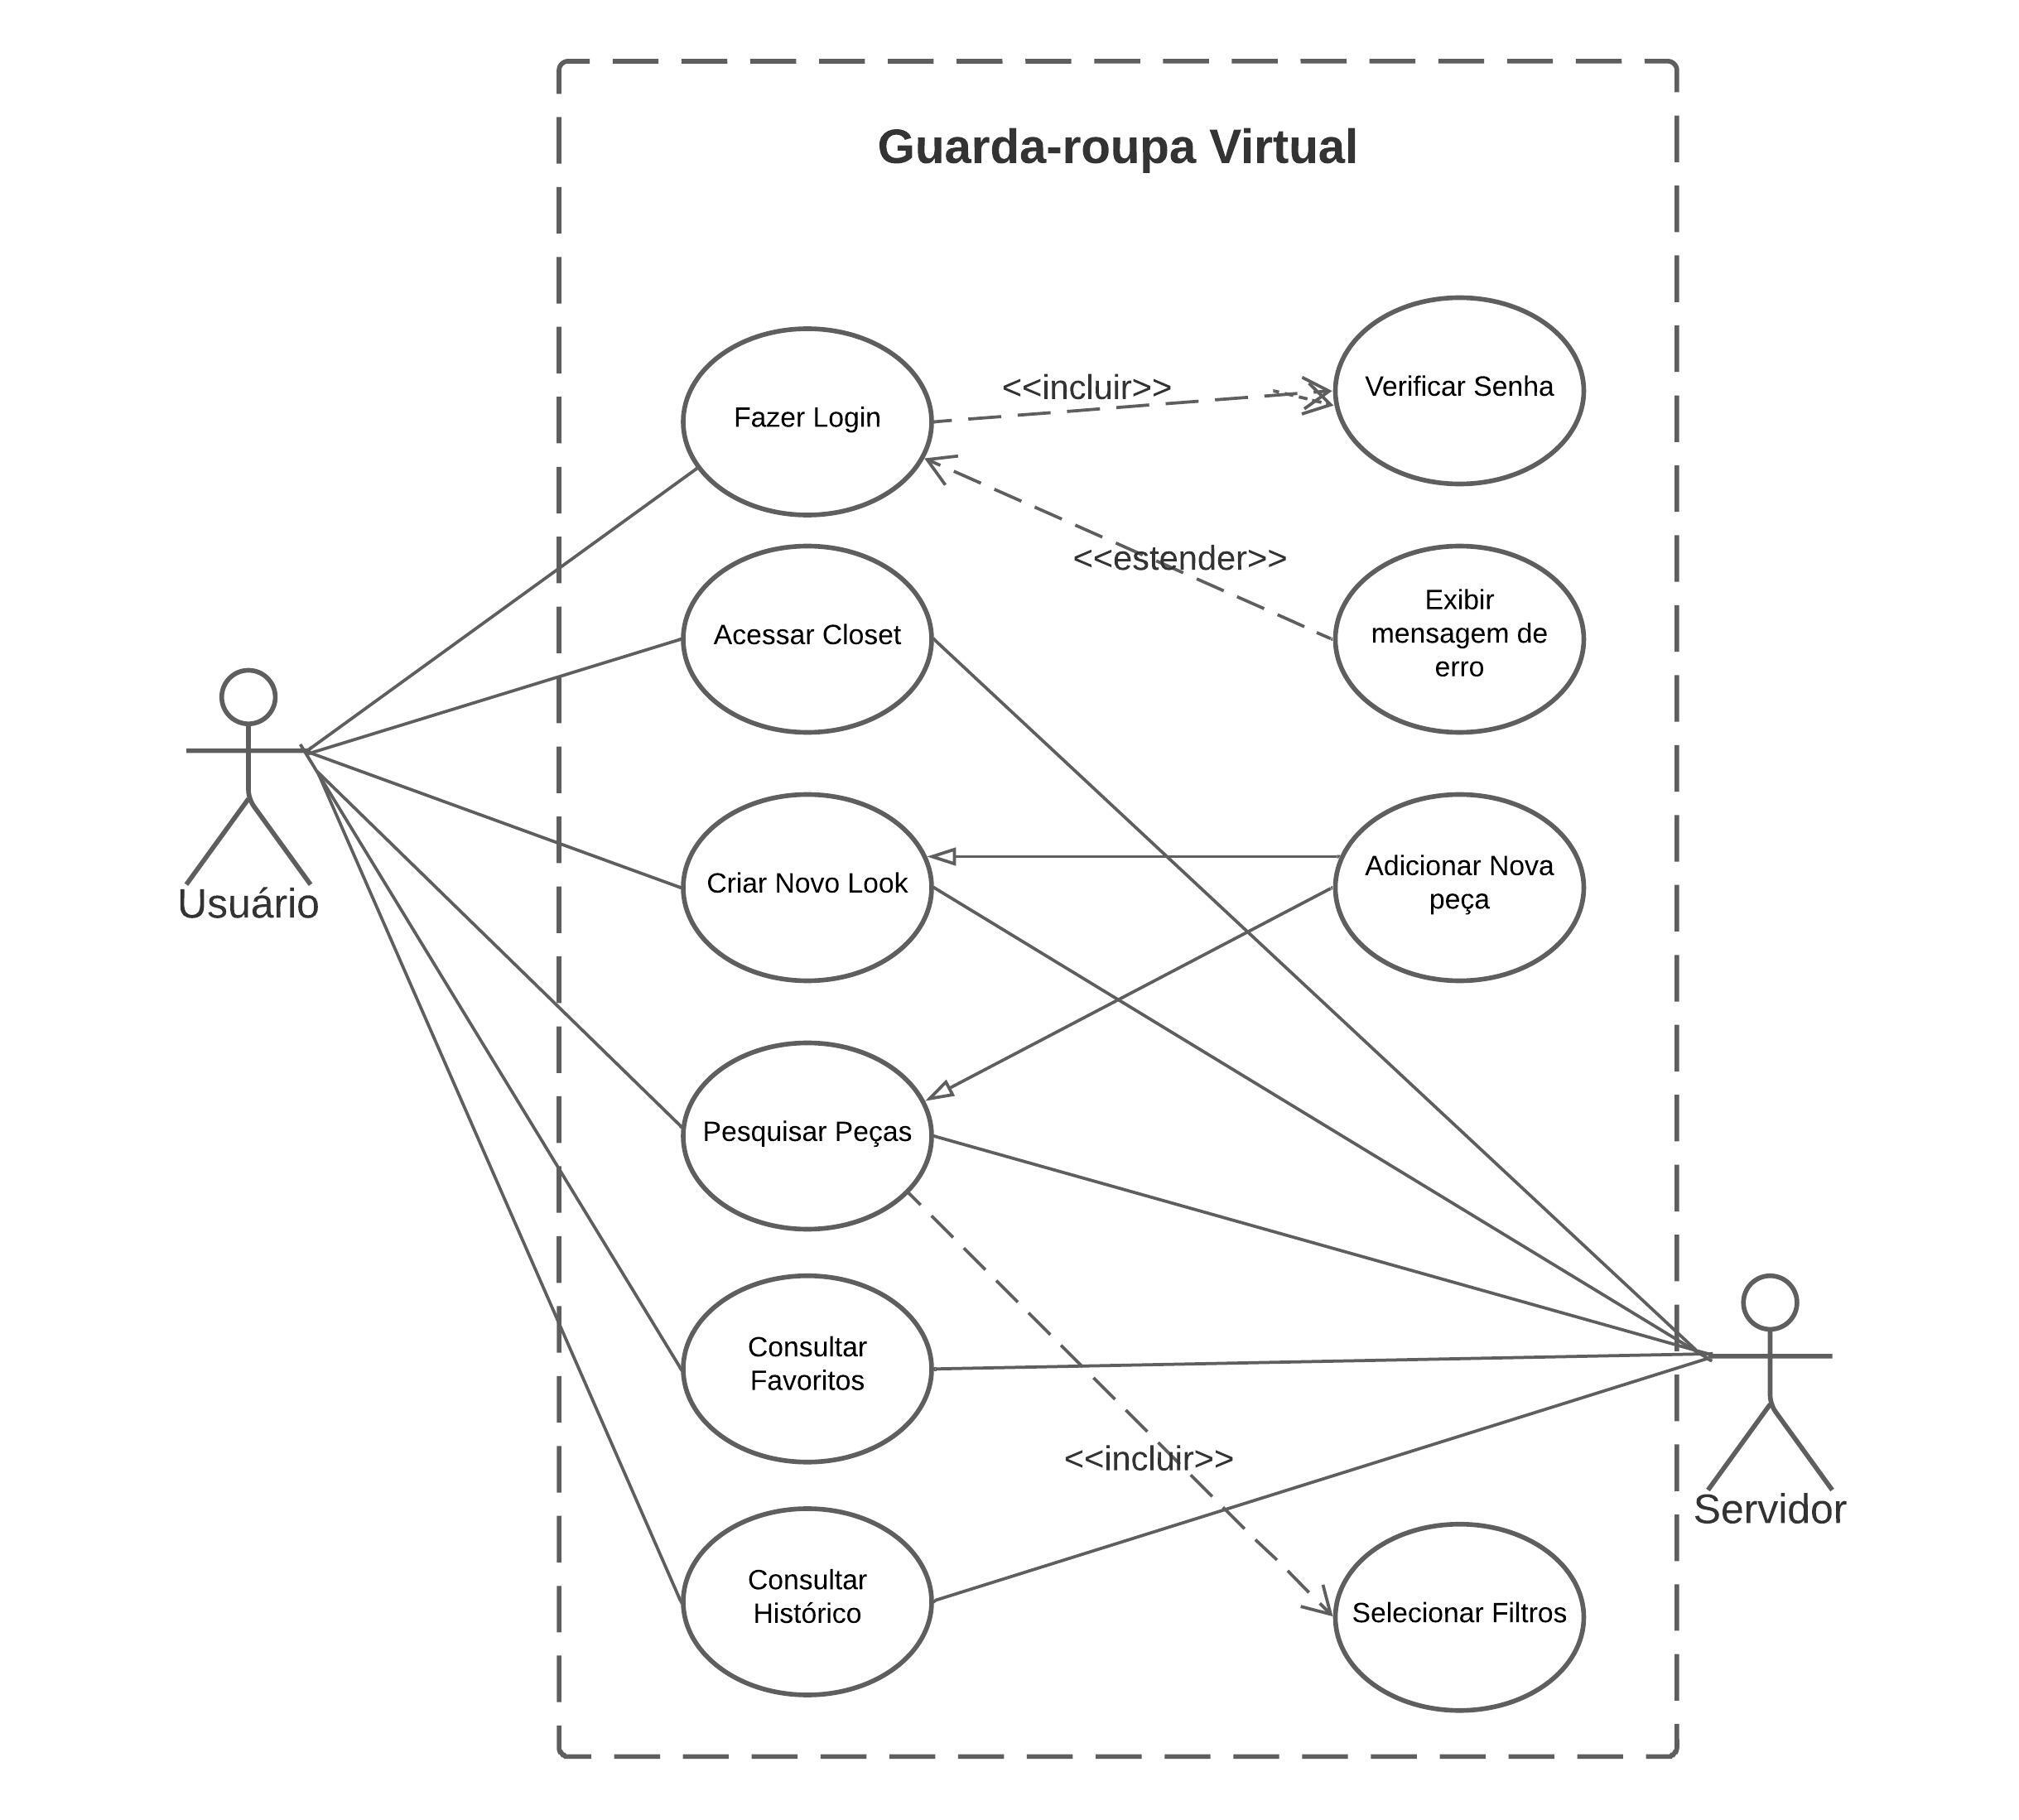 Guarda-roupa Virtual
Fazer Login
<<incluir>>
Verificar Senha
<<estender>>
Acessar Closet
Exibir
mensagem de
erro
Usuário
Criar Novo Look
Adicionar Nova
peça
Pesquisar Peças
Consultar
Favoritos
<<incluir>>
Servidor
Consultar
Histórico
Selecionar Filtros